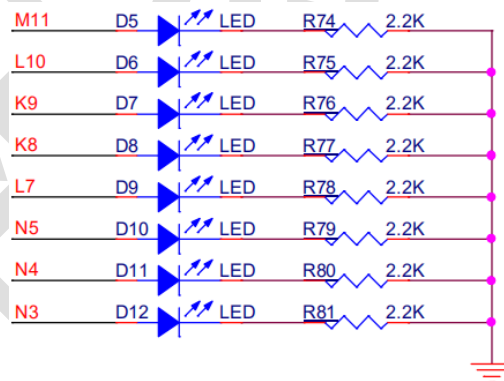 M11 D5 LED R74 2.2K
L10 D6 LED R75 2.2K
K9 D7 LED R76 2.2K
K8 D8 LED R77 2.2K
L7 D9 LED R78 2.2K
N5 D10 LED R79 2.2K
N4 D11 LED R80 2.2K
N3 D12 LED R81 2.2K